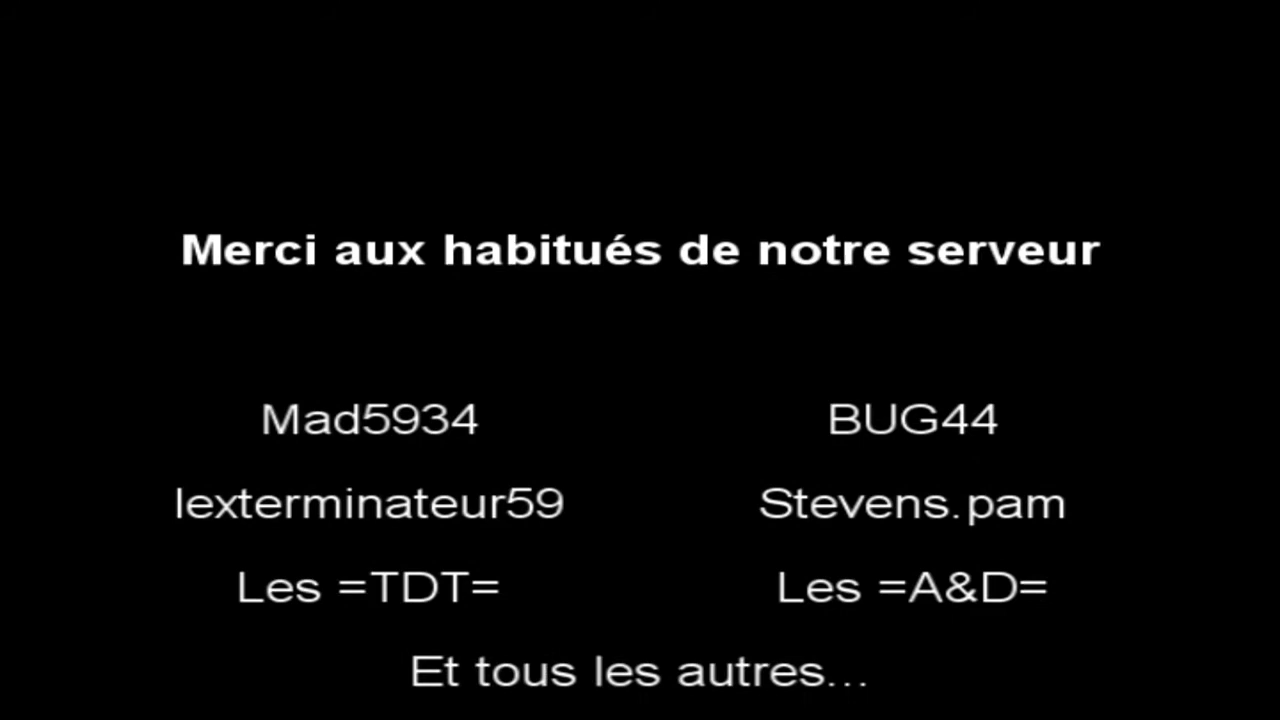 Merci aux habitués de notre serveur
Mad5934 BUG44
lexterminateur59 Stevens.pam
Les =TDT= Les =A&D=
Et tous les autres...